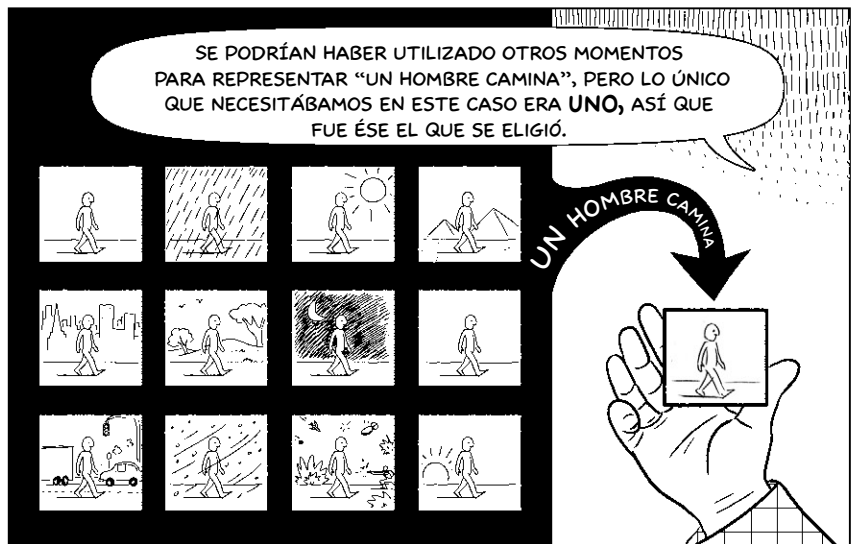 SE PODRÍAN HABER UTILIZADO OTROS MOMENTOS
PARA REPRESENTAR “UN HOMBRE CAMINA”, PERO LO ÚNICO
QUE NECESITÁBAMOS EN ESTE CASO ERA UNO, ASÍ QUE
FUE ÉSE EL QUE SE ELIGIÓ.
UN HOMBRE CAMINA